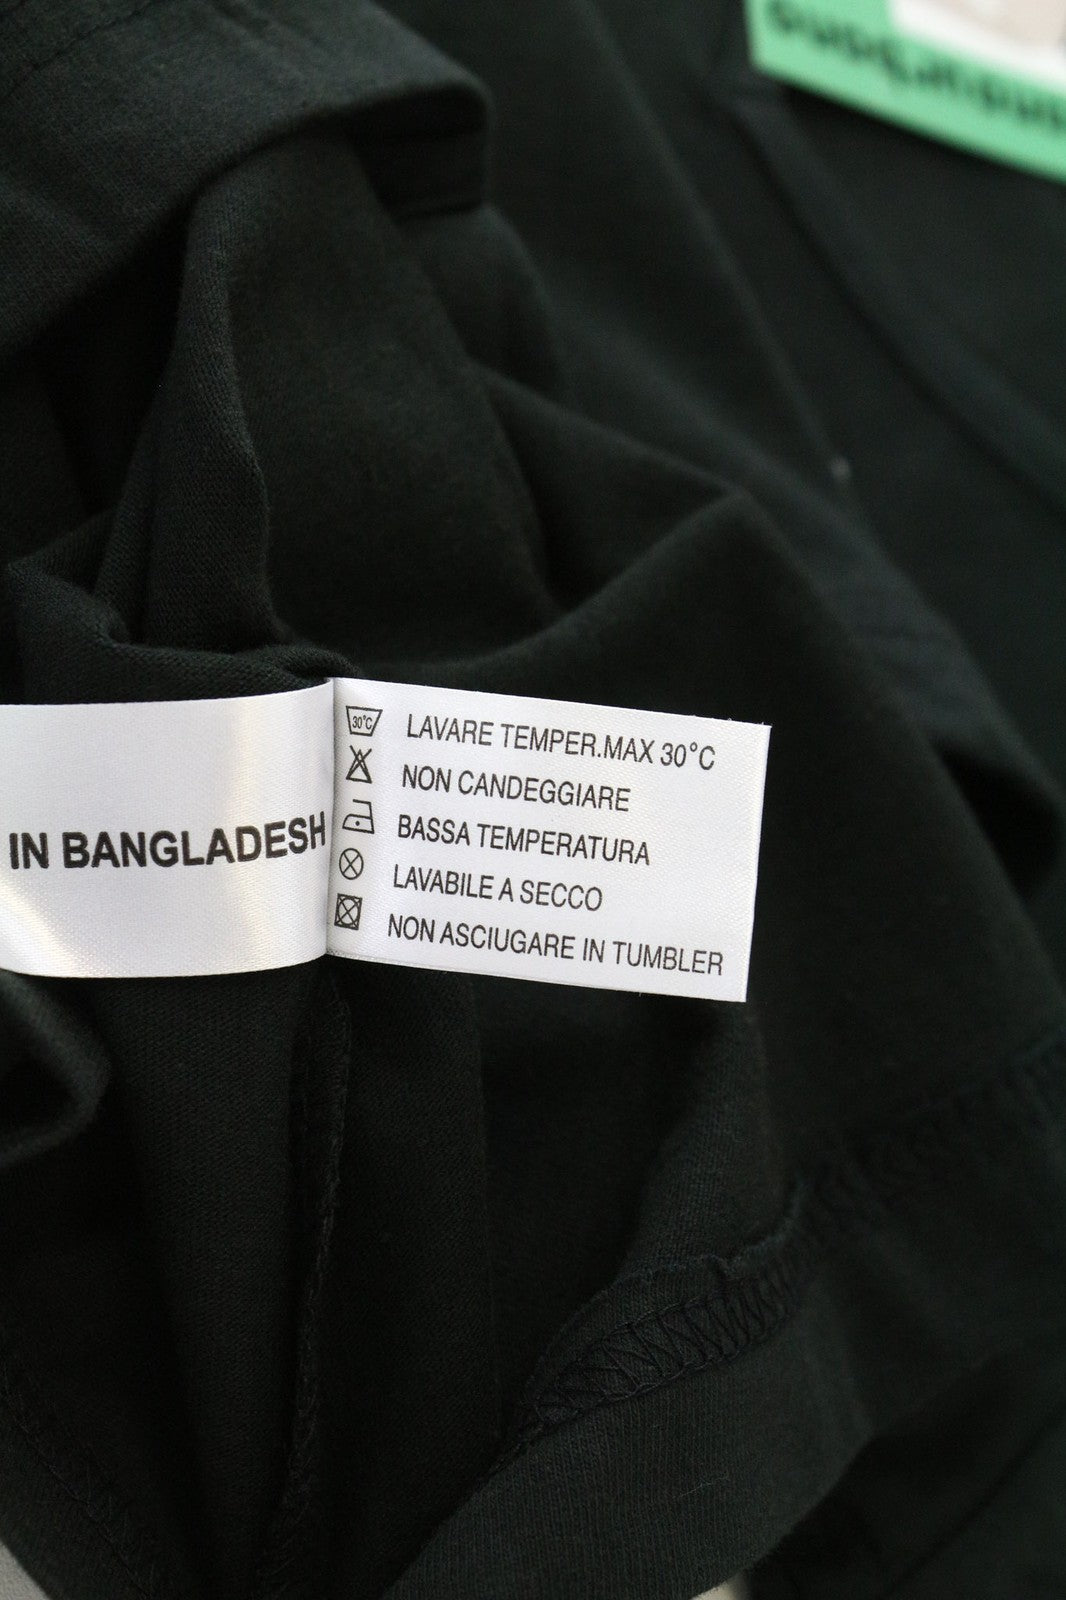 IN BANGLADESH
30°C LAVARE TEMPER.MAX 30°C
NON CANDEGGIARE
BASSA TEMPERATURA
LAVABILE A SECCO
NON ASCIUGARE IN TUMBLER